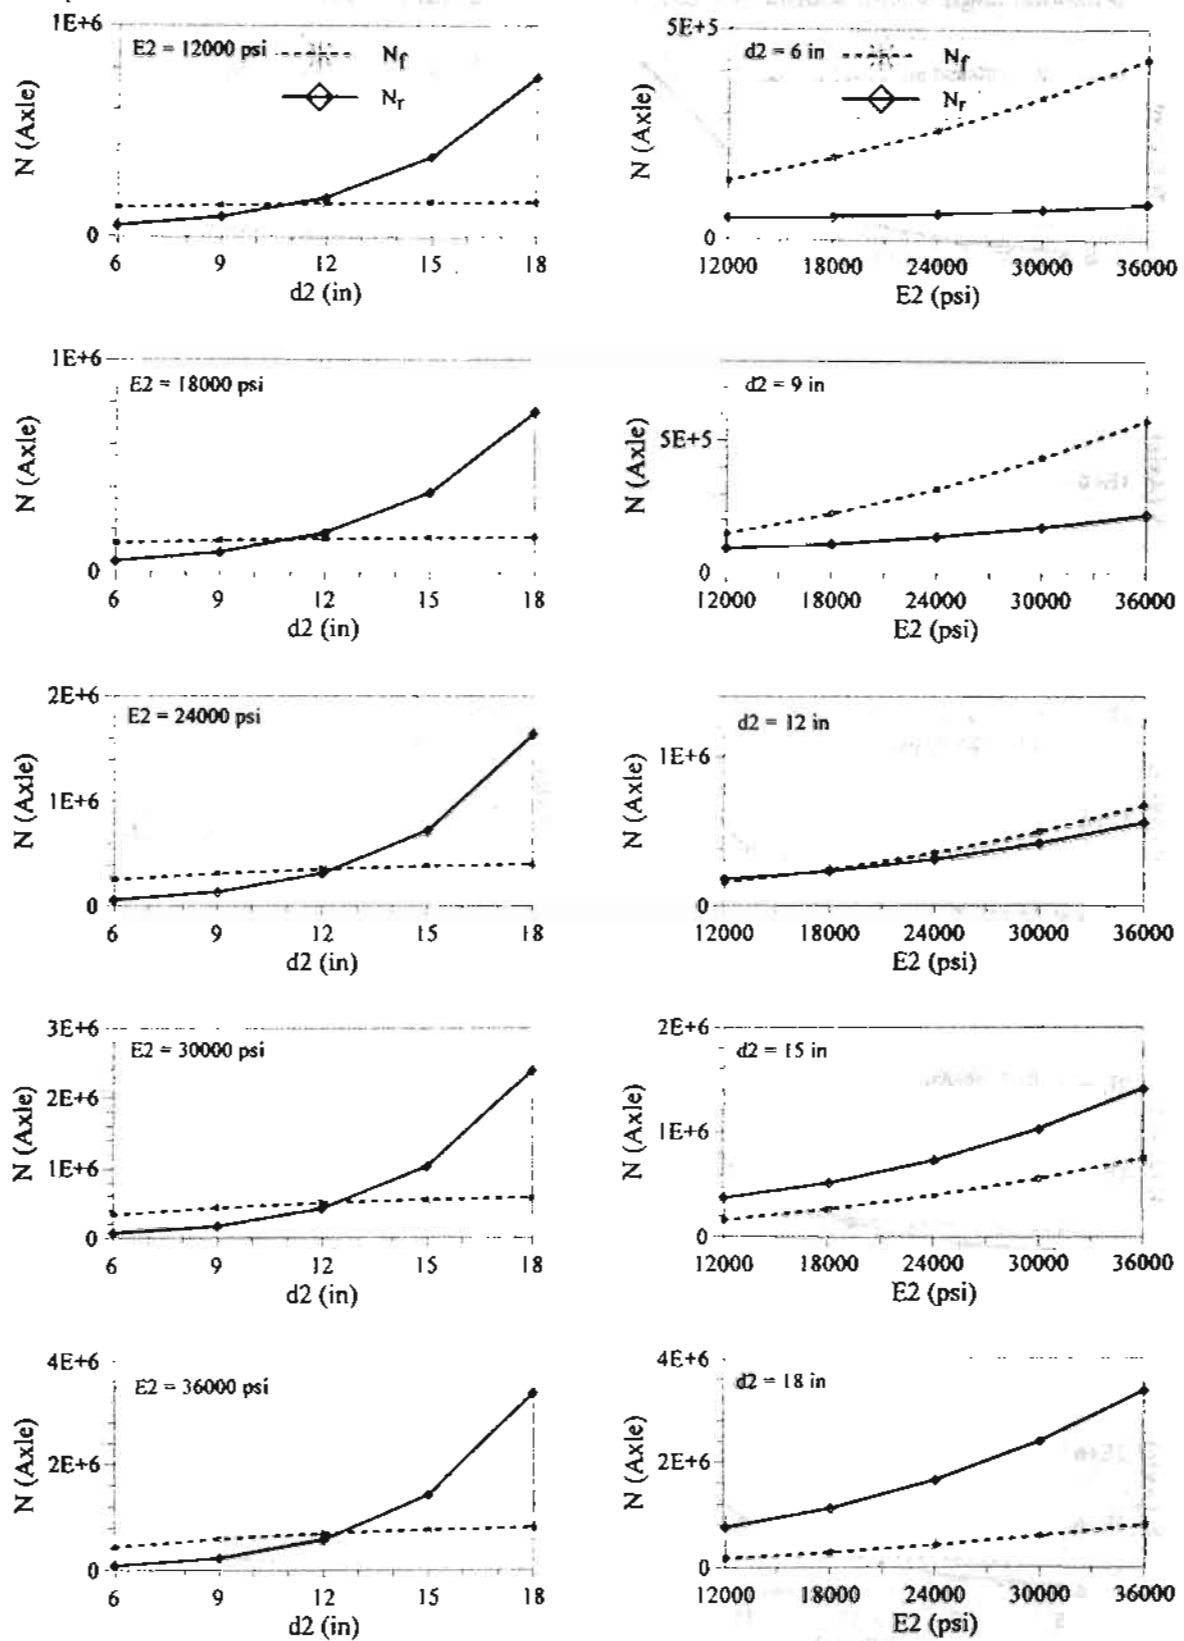 1E+6
E2 = 12000 psi
N_f
N_r
N (Axle)
0
6 9 12 15 18
d2 (in)
5E+5
d2 = 6 in
N_f
N_r
N (Axle)
0
12000 18000 24000 30000 36000
E2 (psi)
1E+6
E2 = 18000 psi
N (Axle)
0
6 9 12 15 18
d2 (in)
d2 = 9 in
5E+5
N (Axle)
0
12000 18000 24000 30000 36000
E2 (psi)
2E+6
E2 = 24000 psi
1E+6
N (Axle)
0
6 9 12 15 18
d2 (in)
d2 = 12 in
1E+6
N (Axle)
0
12000 18000 24000 30000 36000
E2 (psi)
3E+6
E2 = 30000 psi
2E+6
N (Axle)
1E+6
0
6 9 12 15 18
d2 (in)
2E+6
d2 = 15 in
1E+6
N (Axle)
0
12000 18000 24000 30000 36000
E2 (psi)
4E+6
E2 = 36000 psi
N (Axle)
2E+6
0
6 9 12 15 18
d2 (in)
4E+6
d2 = 18 in
N (Axle)
2E+6
0
12000 18000 24000 30000 36000
E2 (psi)